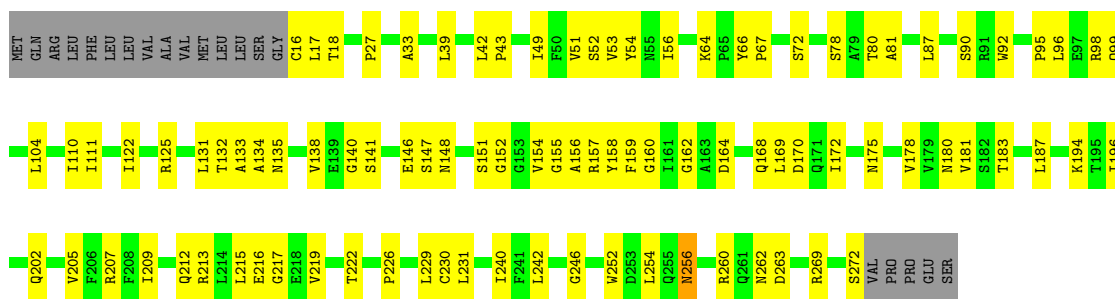 MET GLN ARG LEU PHE LEU LEU VAL ALA VAL MET LEU LEU SER GLY C16 L17 T18 P27 A33 L39 L42 P43 I49 F50 V51 S52 V53 Y54 N55 I56 K64 P65 Y66 P67 S72 S78 A79 T80 A81 L87 S90 R91 W92 P95 L96 E97 R98
L104 I110 I111 I122 R125 L131 T132 A133 A134 N135 V138 E139 G140 S141 E146 S147 N148 S151 G152 G153 V154 G155 A156 R157 Y158 F159 G160 I161 G162 A163 D164 Q168 L169 D170 Q171 I172 N175 V178 V179 N180 V181 S182 T183 L187 K194 T195
Q202 V205 F206 R207 F208 I209 Q212 R213 L214 L215 E216 G217 E218 V219 T222 P226 L229 C230 L231 I240 F241 L242 G246 W252 D253 L254 Q255 N256 R260 Q261 N262 D263 R269 S272 VAL PRO PRO GLU SER